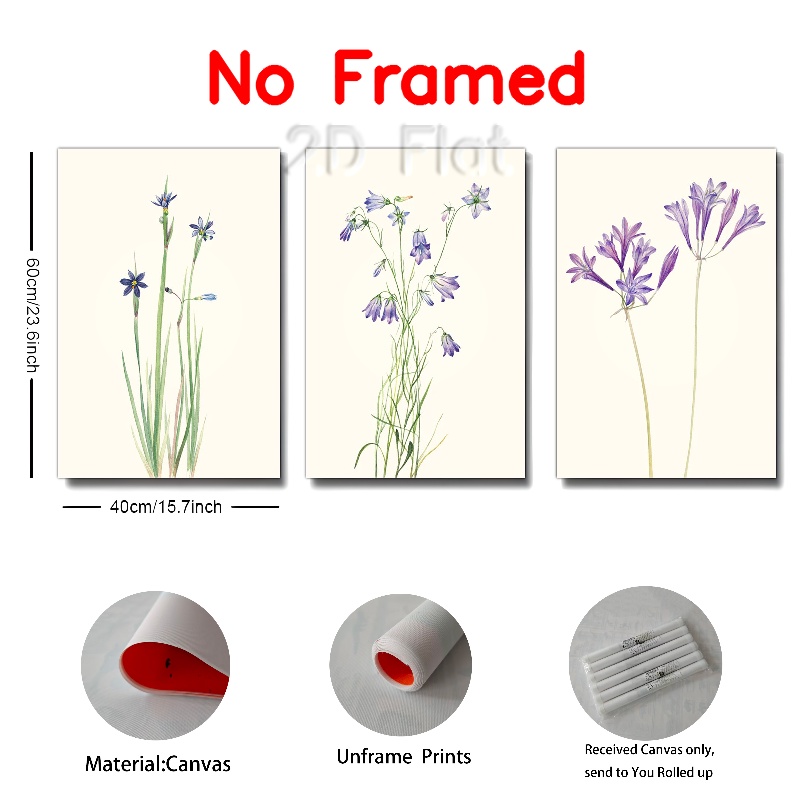 No Framed
2D Flat
60cm/23.6inch
40cm/15.7inch
Material:Canvas
Unframe Prints
Received Canvas only,
send to You Rolled up